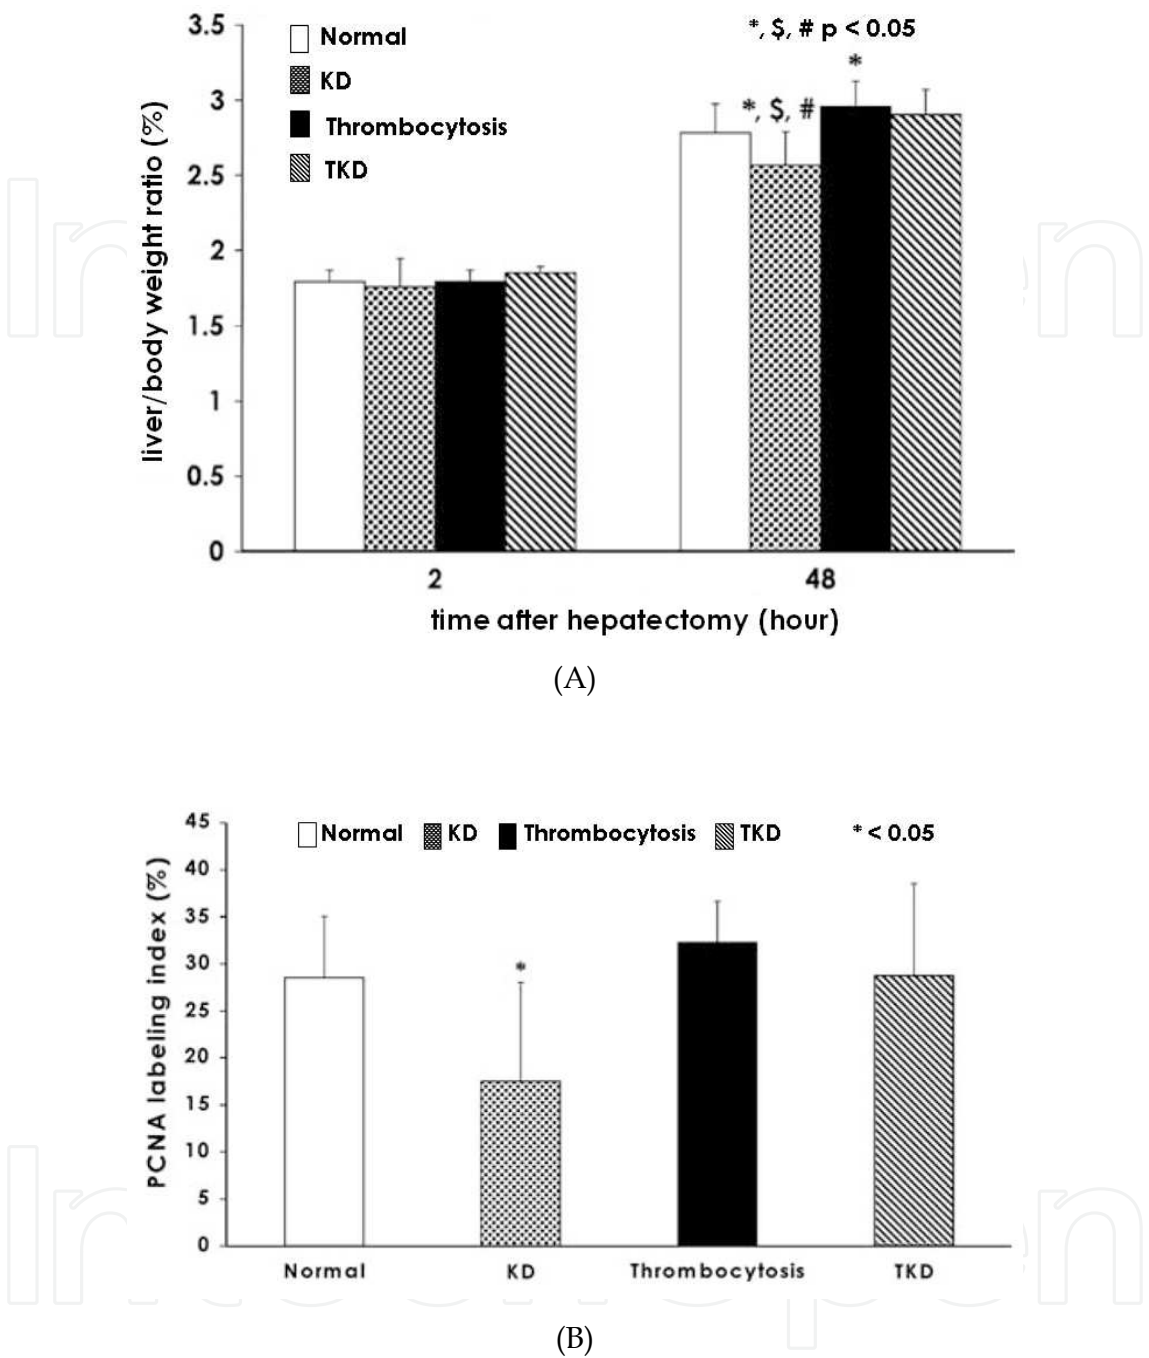 3.5
3
2.5
2
1.5
1
0.5
0
liver/body weight ratio (%)
Normal
KD
Thrombocytosis
TKD
*, $, # p < 0.05
*
*, $, #
2
48
time after hepatectomy (hour)
(A)
45
40
35
30
25
20
15
10
5
0
PCNA labeling index (%)
Normal KD Thrombocytosis TKD * < 0.05
*
Normal KD Thrombocytosis TKD
(B)